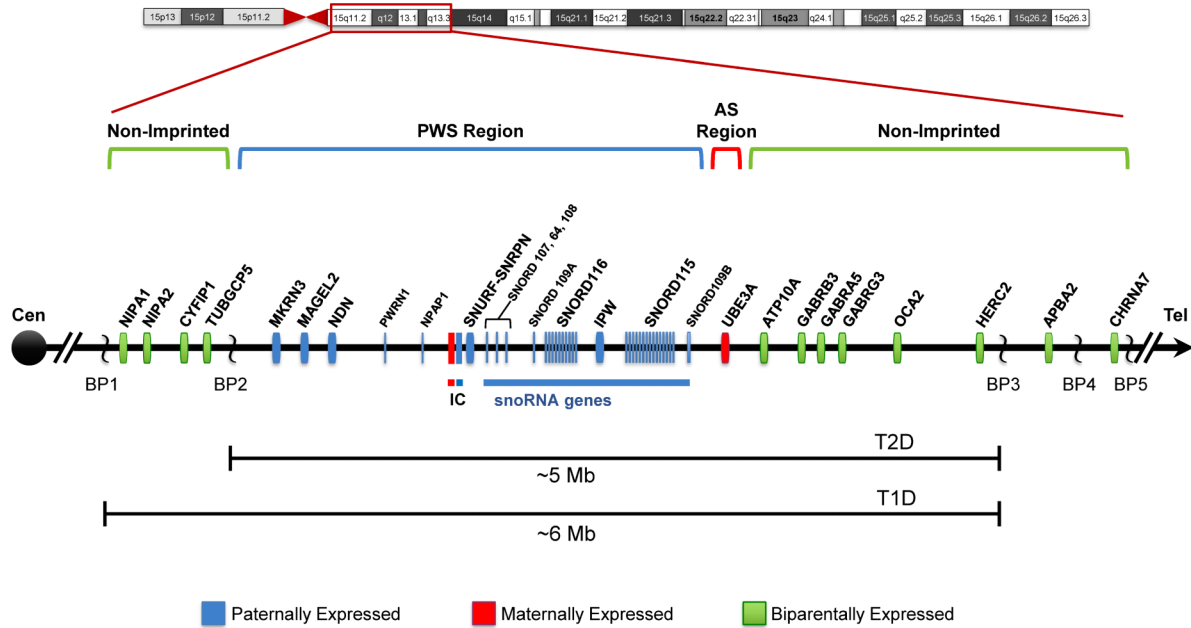 15p13 15p12 15p11.2 15q11.2 q12 13.1 q13.3 15q14 q15.1 15q21.1 15q21.2 15q21.3 15q22.2 q22.31 15q23 q24.1 15q25.1 q25.2 15q25.3 15q26.1 15q26.2 15q26.3
Non-Imprinted
PWS Region
AS
Region
Non-Imprinted
Cen
NIPA1
NIPA2
CYFIP1
TUBGCP5
MKRN3
MAGEL2
NDN
PWRN1
NPAP1
SNURF-SNRPN
SNORD 107, 64, 108
SNORD 109A
SNORD116
IPW
SNORD115
SNORD109B
UBE3A
ATP10A
GABRB3
GABRA5
GABRG3
OCA2
HERC2
APBA2
CHRNA7
Tel
BP1
BP2
IC
snoRNA genes
BP3
BP4
BP5
T2D
~5 Mb
T1D
~6 Mb
Paternally Expressed
Maternally Expressed
Biparentally Expressed